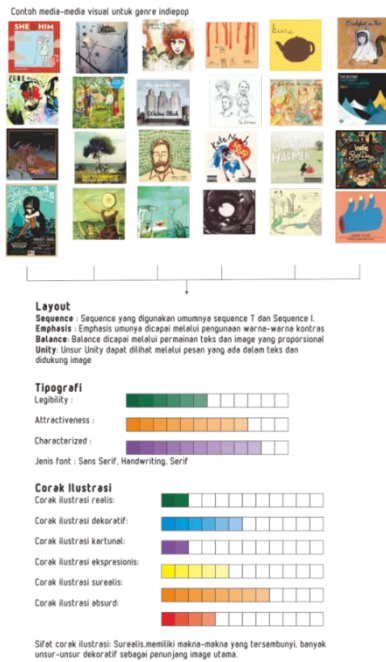 Contoh media-media visual untuk genre indiepop
SHE HIM
Layout
Sequence : Sequence yang digunakan umumnya sequence T dan Sequence I.
Emphasis : Emphasis umunya dicapai melalui pengunaan warna-warna kontras
Balance: Balance dicapai melalui permainan teks dan image yang proporsional
Unity: Unsur Unity dapat dilihat melalui pesan yang ada dalam teks dan
didukung image
Tipografi
Legibility :
Attractiveness :
Characterized :
Jenis font : Sans Serif, Handwriting, Serif
Corak Ilustrasi
Corak ilustrasi realis:
Corak ilustrasi dekoratif:
Corak ilustrasi kartunal:
Corak ilustrasi ekspresionis:
Corak ilustrasi surealis:
Corak ilustrasi absurd:
Sifat corak ilustrasi: Surealis,memiliki makna-makna yang tersembunyi, banyak
unsur-unsur dekoratif sebagai penunjang image utama.